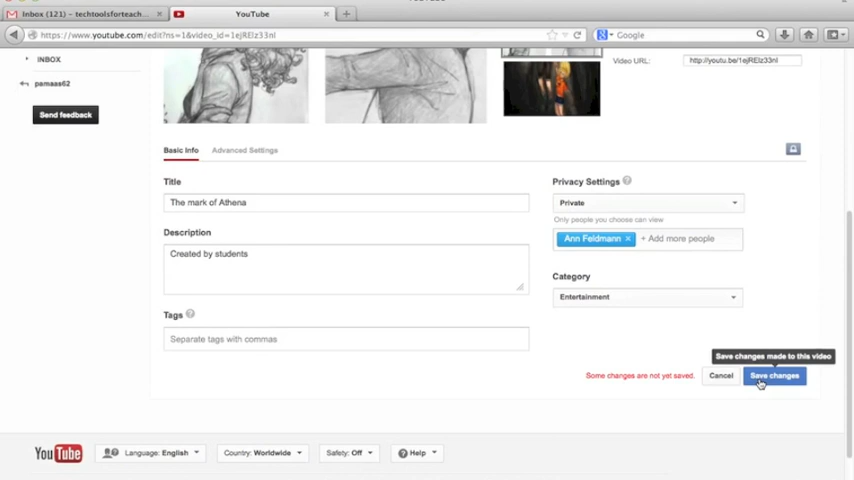 YouTube
Inbox (121) – techtoolsforteach...
YouTube
https://www.youtube.com/edit?ns=1&video_id=1ejRElz33nI
Google
INBOX
pamaas62
Send feedback
Video URL:
http://youtu.be/1ejRElz33nI
Basic Info
Advanced Settings
Title
The mark of Athena
Description
Created by students
Tags
Separate tags with commas
Privacy Settings
Private
Only people you choose can view
Ann Feldmann × + Add more people
Category
Entertainment
Save changes made to this video
Some changes are not yet saved.
Cancel
Save changes
YouTube
Language: English
Country: Worldwide
Safety: Off
Help